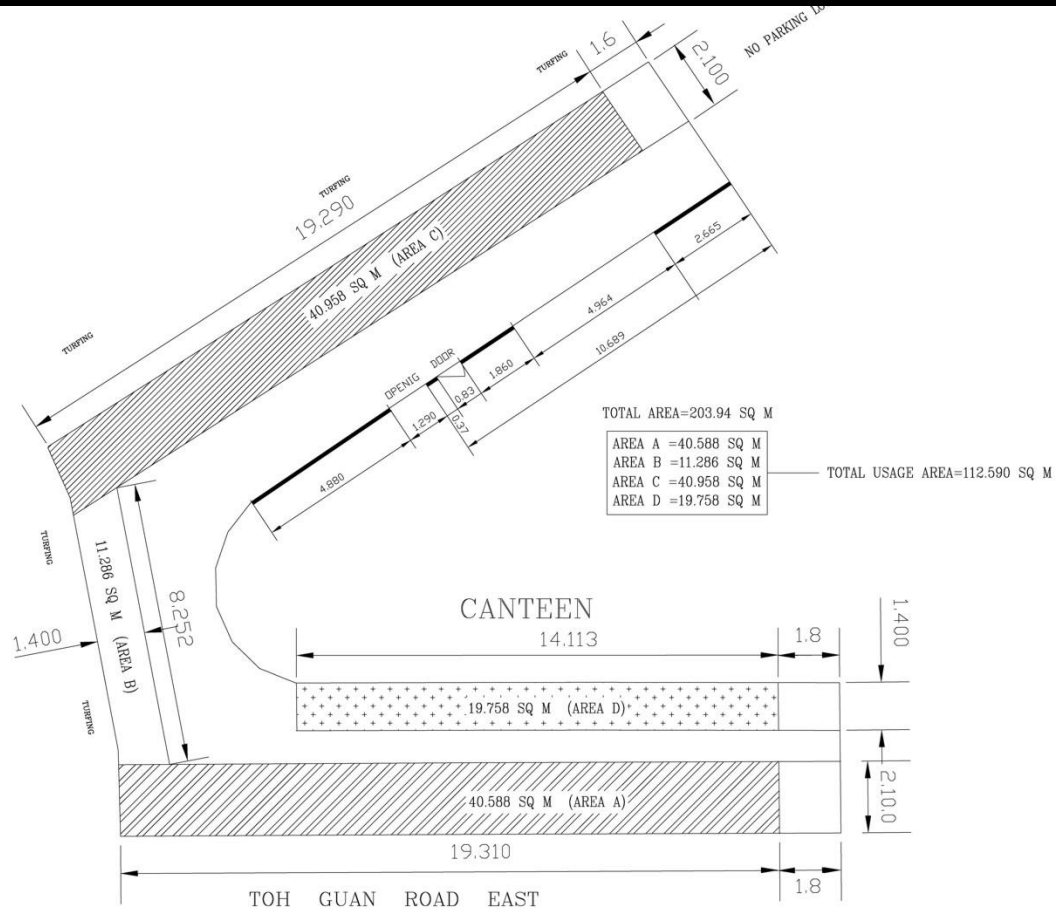 NO PARKING
1.6
2.100
TURFING
TURFING
19.290
TURFING
40.958 SQ M (AREA C)
2.665
4.964
10.689
OPENIG DOOR
1.860
0.83
0.37
1.290
4.880
TOTAL AREA=203.94 SQ M
AREA A =40.588 SQ M
AREA B =11.286 SQ M
AREA C =40.958 SQ M
AREA D =19.758 SQ M
TOTAL USAGE AREA=112.590 SQ M
TURFING
11.286 SQ M (AREA B)
8.252
1.400
TURFING
CANTEEN
14.113
1.8
1.400
19.758 SQ M (AREA D)
40.588 SQ M (AREA A)
2.10.0
19.310
1.8
TOH GUAN ROAD EAST